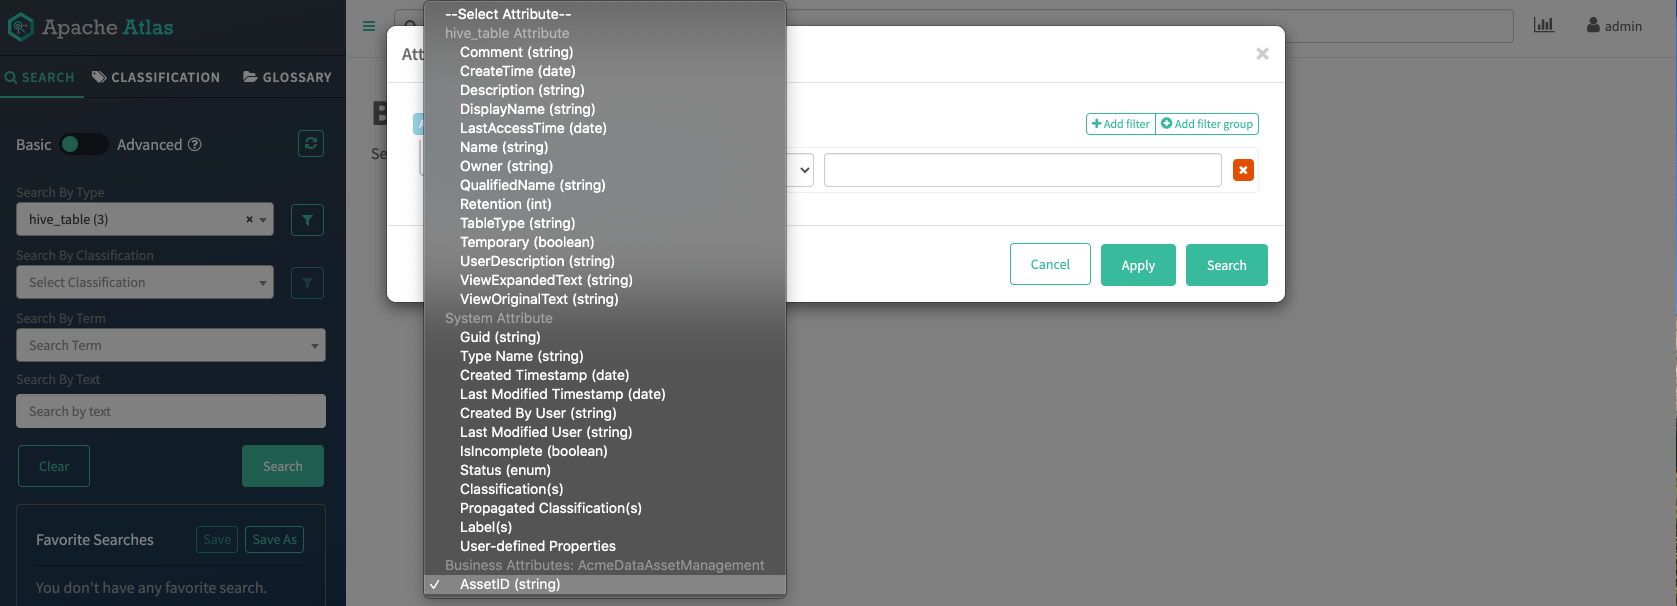 Apache Atlas
SEARCH
CLASSIFICATION
GLOSSARY
Basic
Advanced
Search By Type
hive_table (3)
Search By Classification
Select Classification
Search By Term
Search Term
Search By Text
Search by text
Clear
Search
Favorite Searches
Save
Save As
You don't have any favorite search.
--Select Attribute--
hive_table Attribute
Comment (string)
CreateTime (date)
Description (string)
DisplayName (string)
LastAccessTime (date)
Name (string)
Owner (string)
QualifiedName (string)
Retention (int)
TableType (string)
Temporary (boolean)
UserDescription (string)
ViewExpandedText (string)
ViewOriginalText (string)
System Attribute
Guid (string)
Type Name (string)
Created Timestamp (date)
Last Modified Timestamp (date)
Created By User (string)
Last Modified User (string)
IsIncomplete (boolean)
Status (enum)
Classification(s)
Propagated Classification(s)
Label(s)
User-defined Properties
Business Attributes: AcmeDataAssetManagement
AssetID (string)
admin
Add filter
Add filter group
Cancel
Apply
Search